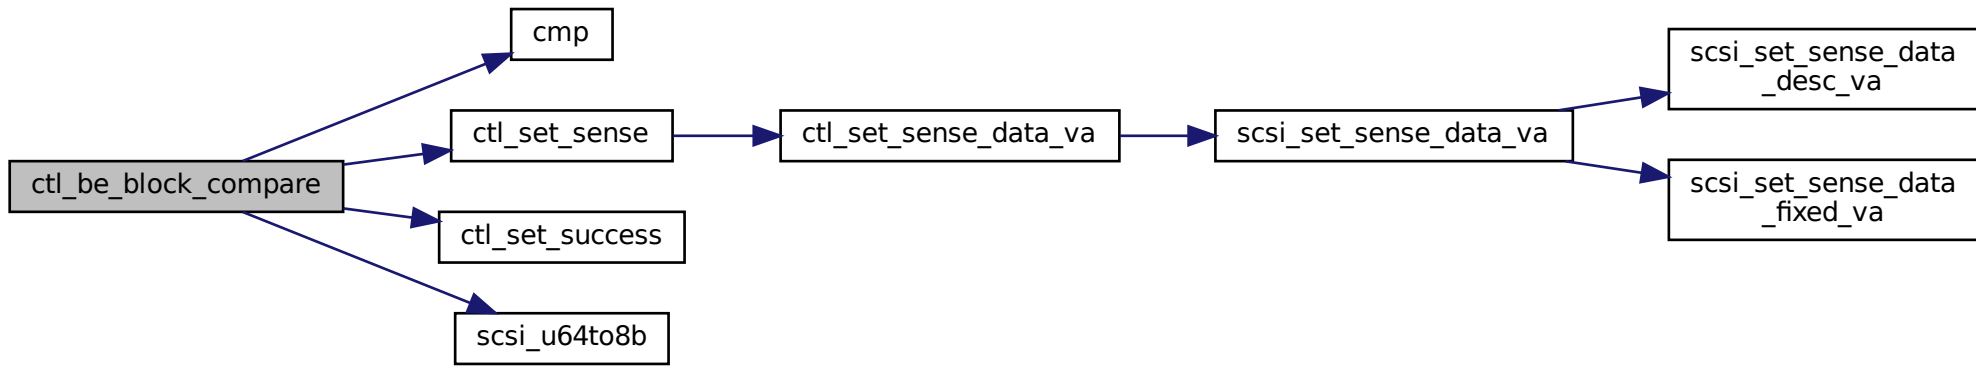 ctl_be_block_compare
cmp
ctl_set_sense
ctl_set_success
scsi_u64to8b
ctl_set_sense_data_va
scsi_set_sense_data_va
scsi_set_sense_data
_desc_va
scsi_set_sense_data
_fixed_va